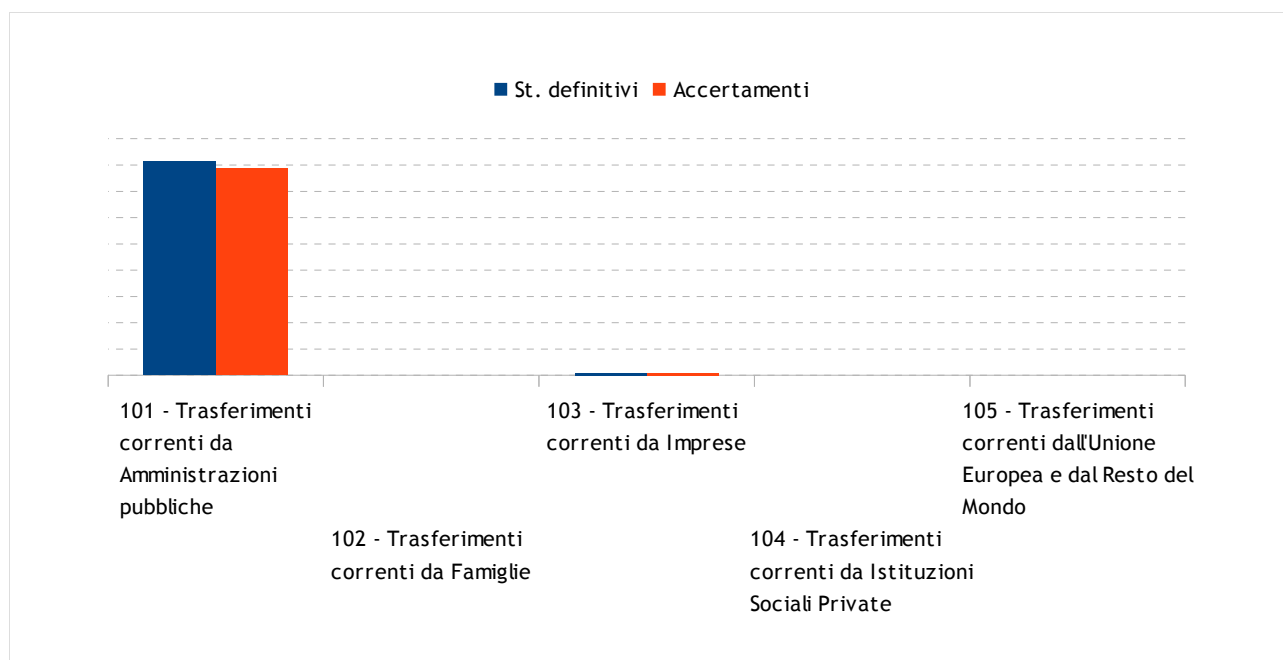 St. definitivi Accertamenti
101 - Trasferimenti
correnti da
Amministrazioni
pubbliche
102 - Trasferimenti
correnti da Famiglie
103 - Trasferimenti
correnti da Imprese
104 - Trasferimenti
correnti da Istituzioni
Sociali Private
105 - Trasferimenti
correnti dall'Unione
Europea e dal Resto del
Mondo